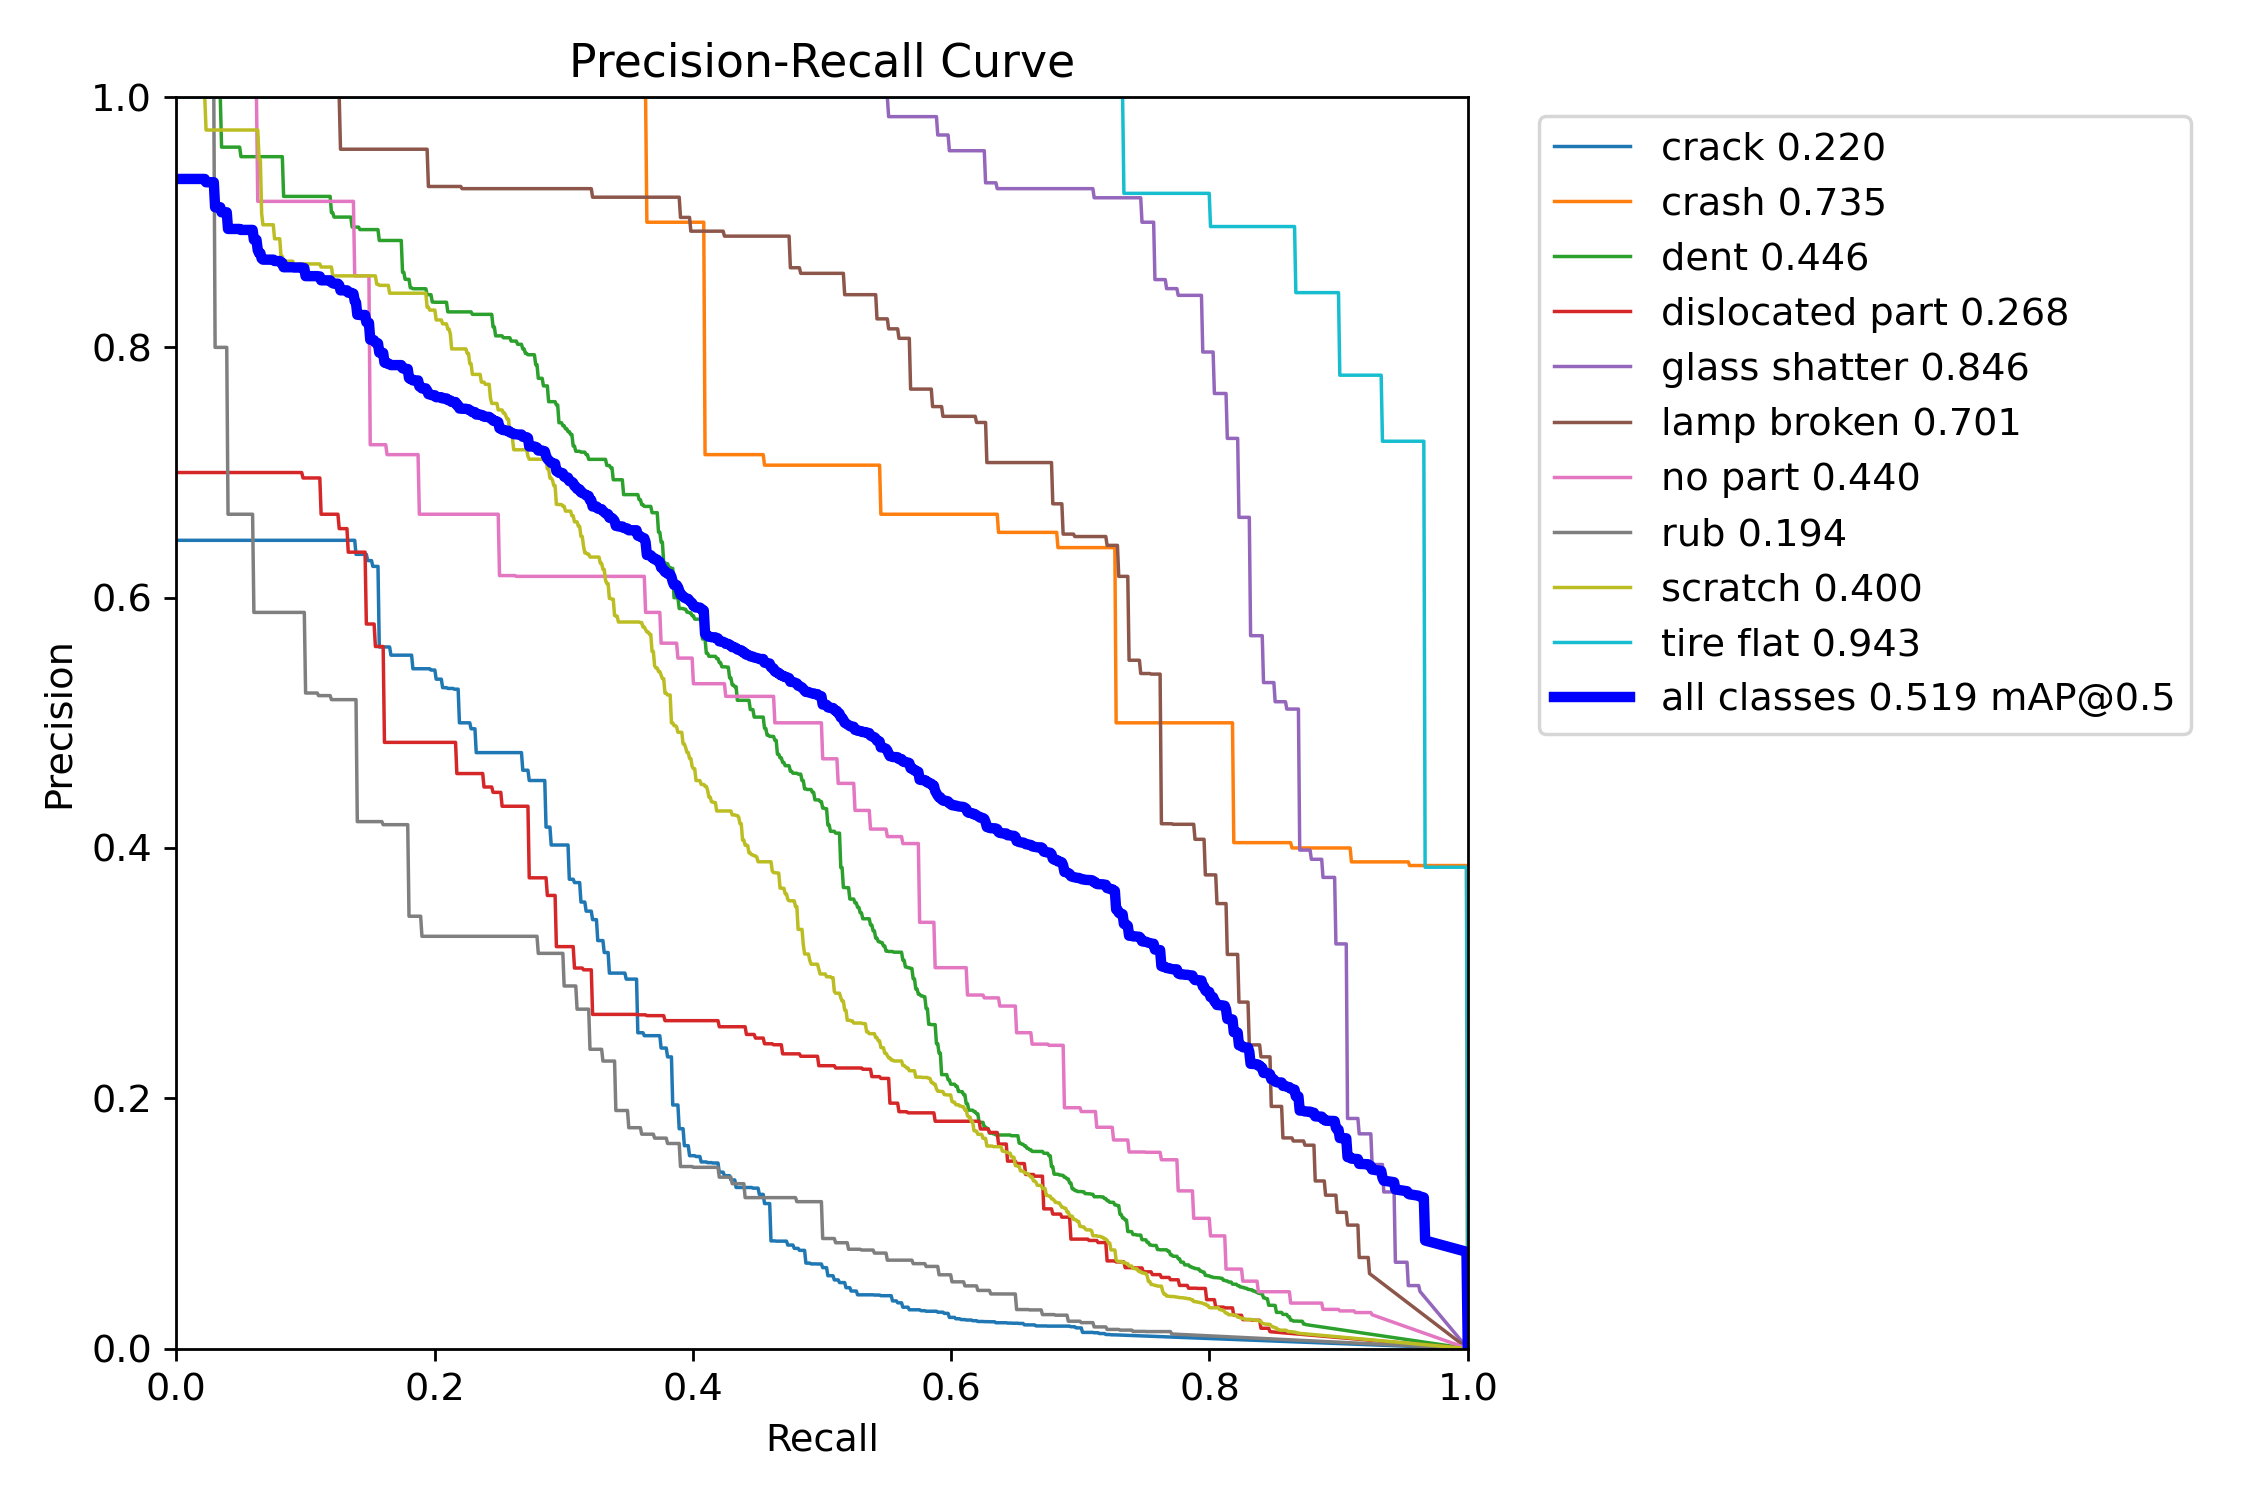 Precision-Recall Curve
1.0
0.8
0.6
0.4
0.2
0.0
Precision
0.0 0.2 0.4 0.6 0.8 1.0
Recall
crack 0.220
crash 0.735
dent 0.446
dislocated part 0.268
glass shatter 0.846
lamp broken 0.701
no part 0.440
rub 0.194
scratch 0.400
tire flat 0.943
all classes 0.519 mAP@0.5